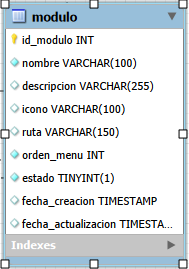 modulo
id_modulo INT
nombre VARCHAR(100)
descripcion VARCHAR(255)
icono VARCHAR(100)
ruta VARCHAR(150)
orden_menu INT
estado TINYINT(1)
fecha_creacion TIMESTAMP
fecha_actualizacion TIMESTA...
Indexes